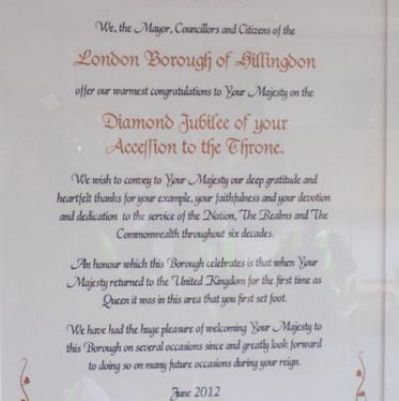 We, the Mayor, Councillors and Citizens of the
London Borough of Hillingdon
offer our warmest congratulations to Your Majesty on the
Diamond Jubilee of your
Acceſſion to the Throne.
We wish to convey to Your Majesty our deep gratitude and
heartfelt thanks for your example, your faithfulness and your devotion
and dedication to the service of the Nation, The Realms and The
Commonwealth throughout six decades.
An honour which this Borough celebrates is that when Your
Majesty returned to the United Kingdom for the first time as
Queen it was in this area that you first set foot.
We have had the huge pleasure of welcoming Your Majesty to
this Borough on several occasions since and greatly look forward
to doing so on many future occasions during your reign.
June 2012